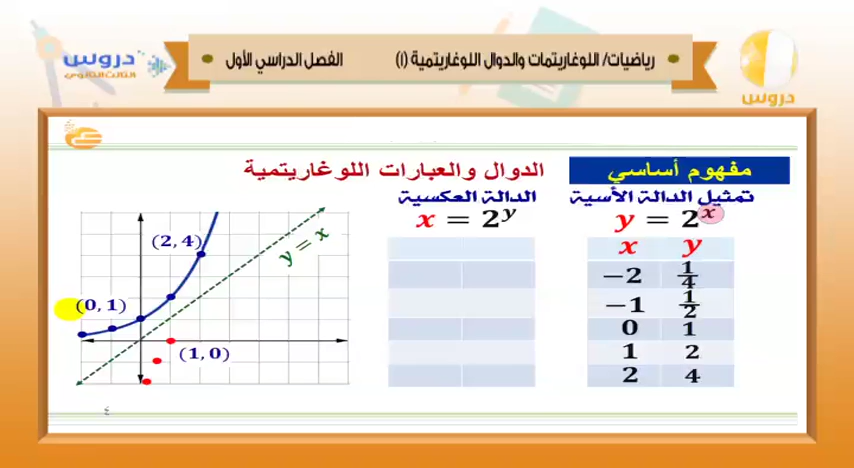 دروس
الثالث الثانوي
رياضيات/ اللوغاريتمات والدوال اللوغاريتمية (١)
الفصل الدراسي الأول
دروس
مفهوم أساسي
الدوال والعبارات اللوغاريتمية
تمثيل الدالة الأسية
الدالة العكسية
y = 2^x
x = 2^y
x y
−2 1/4
−1 1/2
0 1
1 2
2 4
(2, 4)
y = x
(0, 1)
(1, 0)
٤